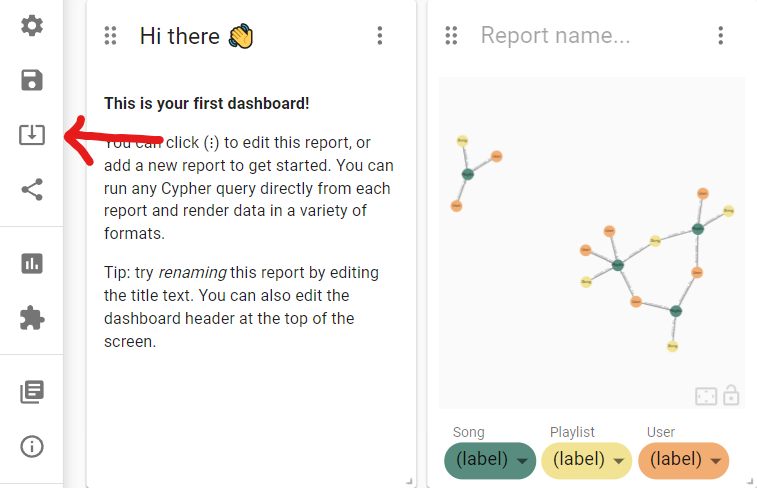 Hi there 👋
This is your first dashboard!
You can click (⋮) to edit this report, or
add a new report to get started. You can
run any Cypher query directly from each
report and render data in a variety of
formats.
Tip: try renaming this report by editing
the title text. You can also edit the
dashboard header at the top of the
screen.
Report name...
Song
Playlist
User
(label)
(label)
(label)